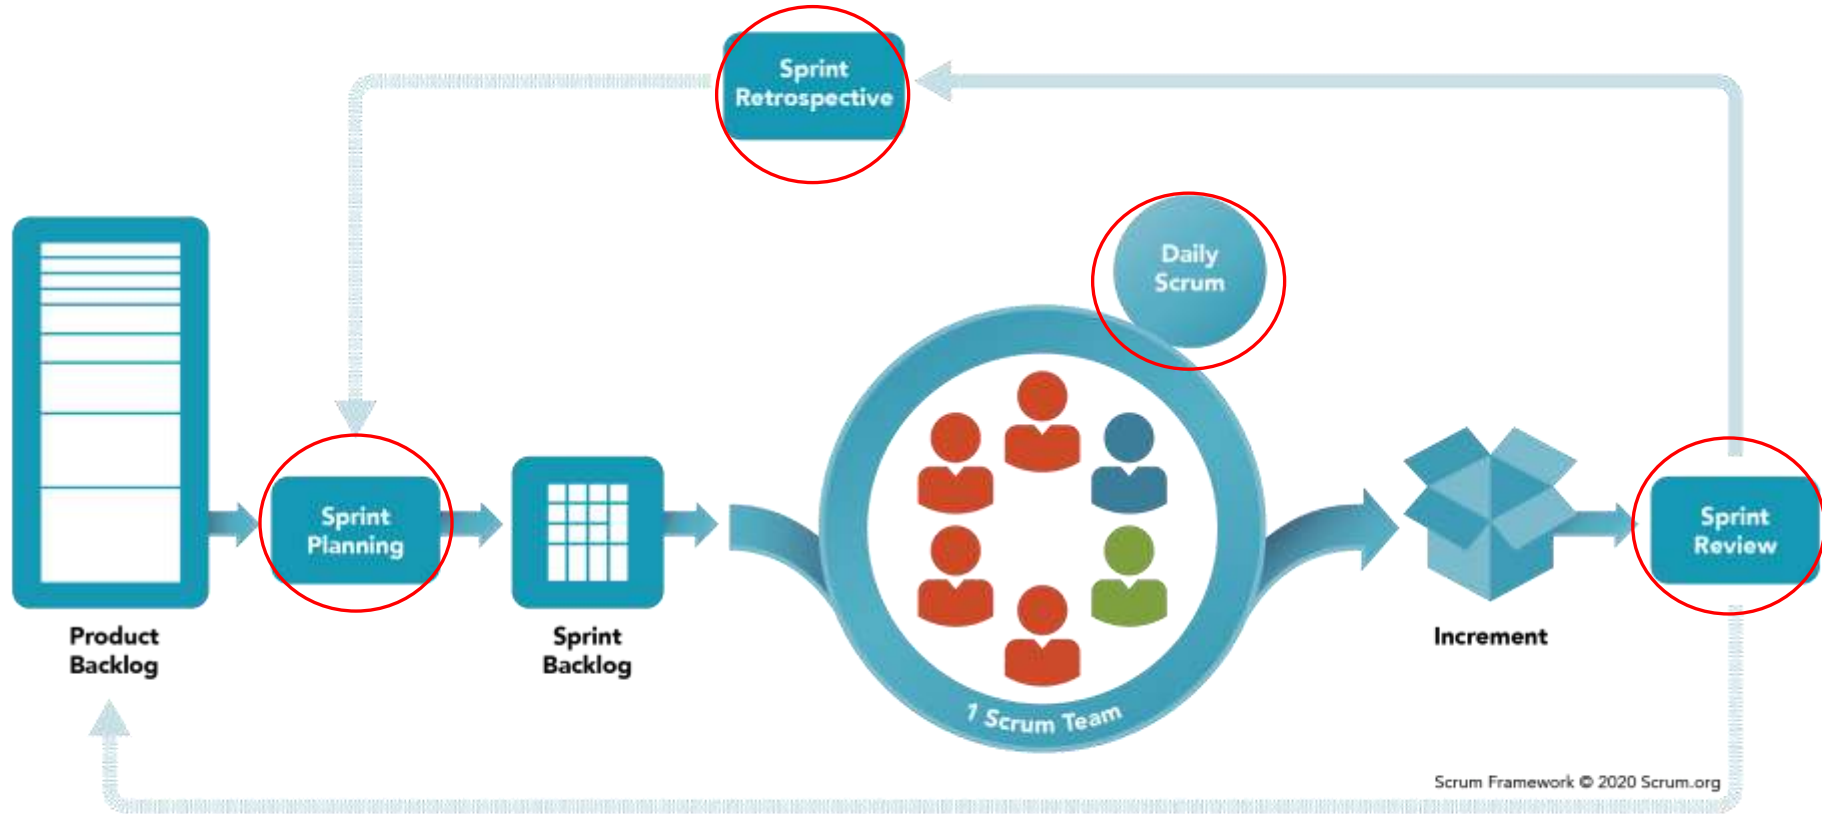 Sprint
Retrospective
Daily
Scrum
Sprint
Planning
Sprint
Review
Product
Backlog
Sprint
Backlog
Increment
1 Scrum Team
Scrum Framework © 2020 Scrum.org